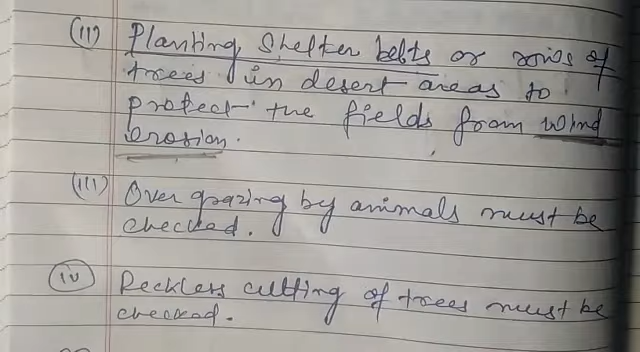 (ii) Planting Shelter belts or rows of
trees in desert areas to
protect the fields from wind
erosion.
(iii) Over grazing by animals must be
checked.
(iv) Reckless cutting of trees must be
checked.